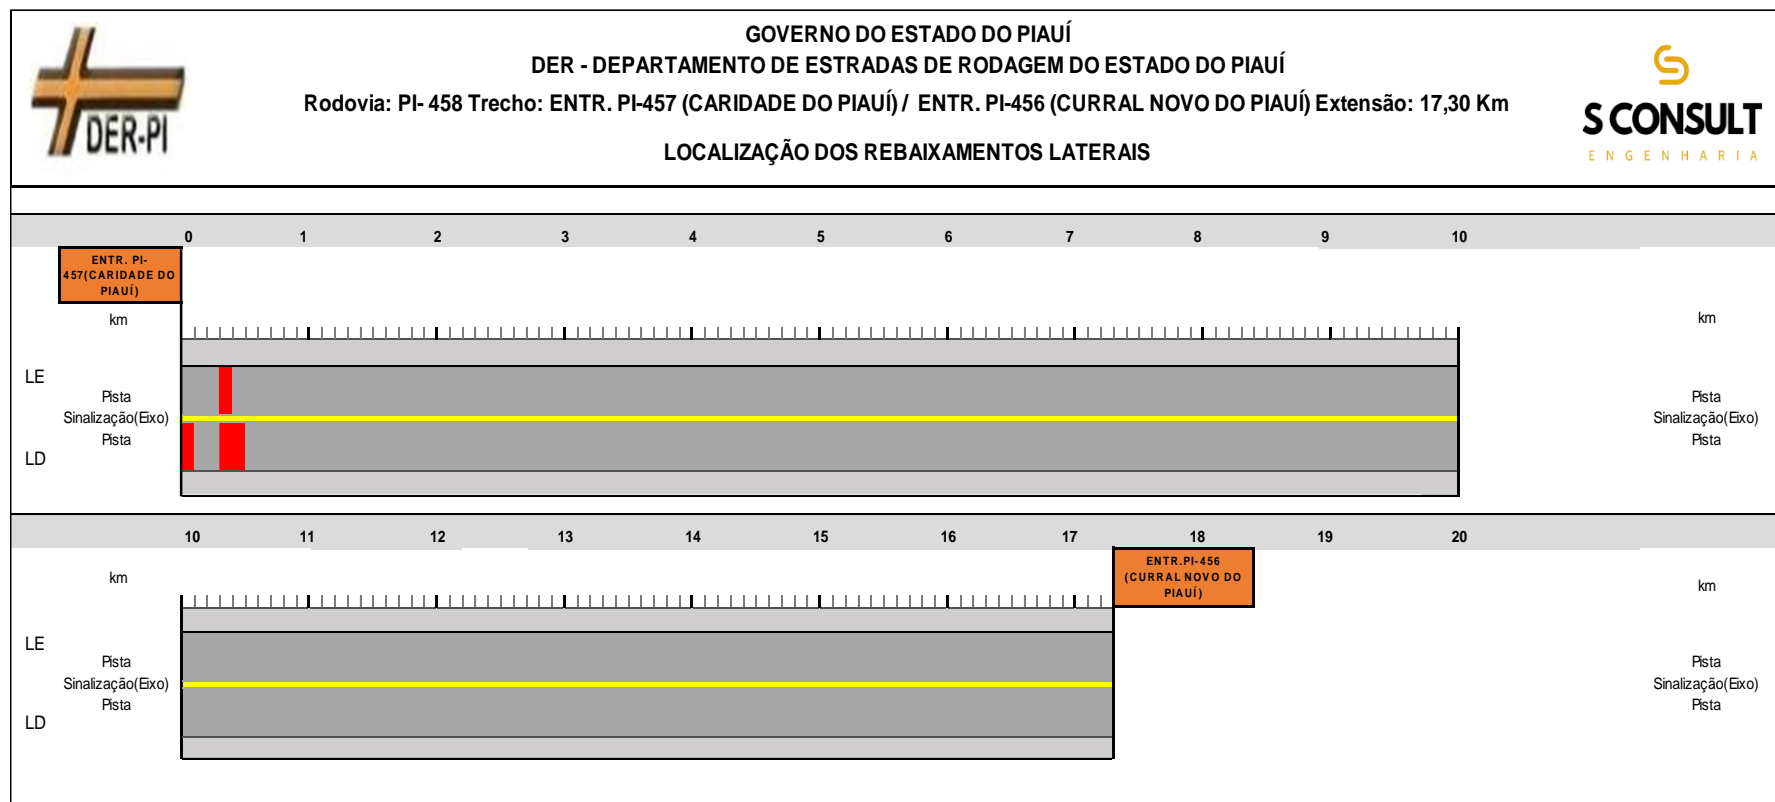 DER-PI
GOVERNO DO ESTADO DO PIAUÍ
DER - DEPARTAMENTO DE ESTRADAS DE RODAGEM DO ESTADO DO PIAUÍ
Rodovia: PI- 458 Trecho: ENTR. PI-457 (CARIDADE DO PIAUÍ) / ENTR. PI-456 (CURRAL NOVO DO PIAUÍ) Extensão: 17,30 Km
LOCALIZAÇÃO DOS REBAIXAMENTOS LATERAIS
S CONSULT
ENGENHARIA
0 1 2 3 4 5 6 7 8 9 10
ENTR. PI-
457(CARIDADE DO
PIAUÍ)
km km
LE
Pista Pista
Sinalização(Eixo) Sinalização(Eixo)
Pista Pista
LD
10 11 12 13 14 15 16 17 18 19 20
ENTR.PI-456
(CURRAL NOVO DO
PIAUÍ)
km km
LE
Pista Pista
Sinalização(Eixo) Sinalização(Eixo)
Pista Pista
LD